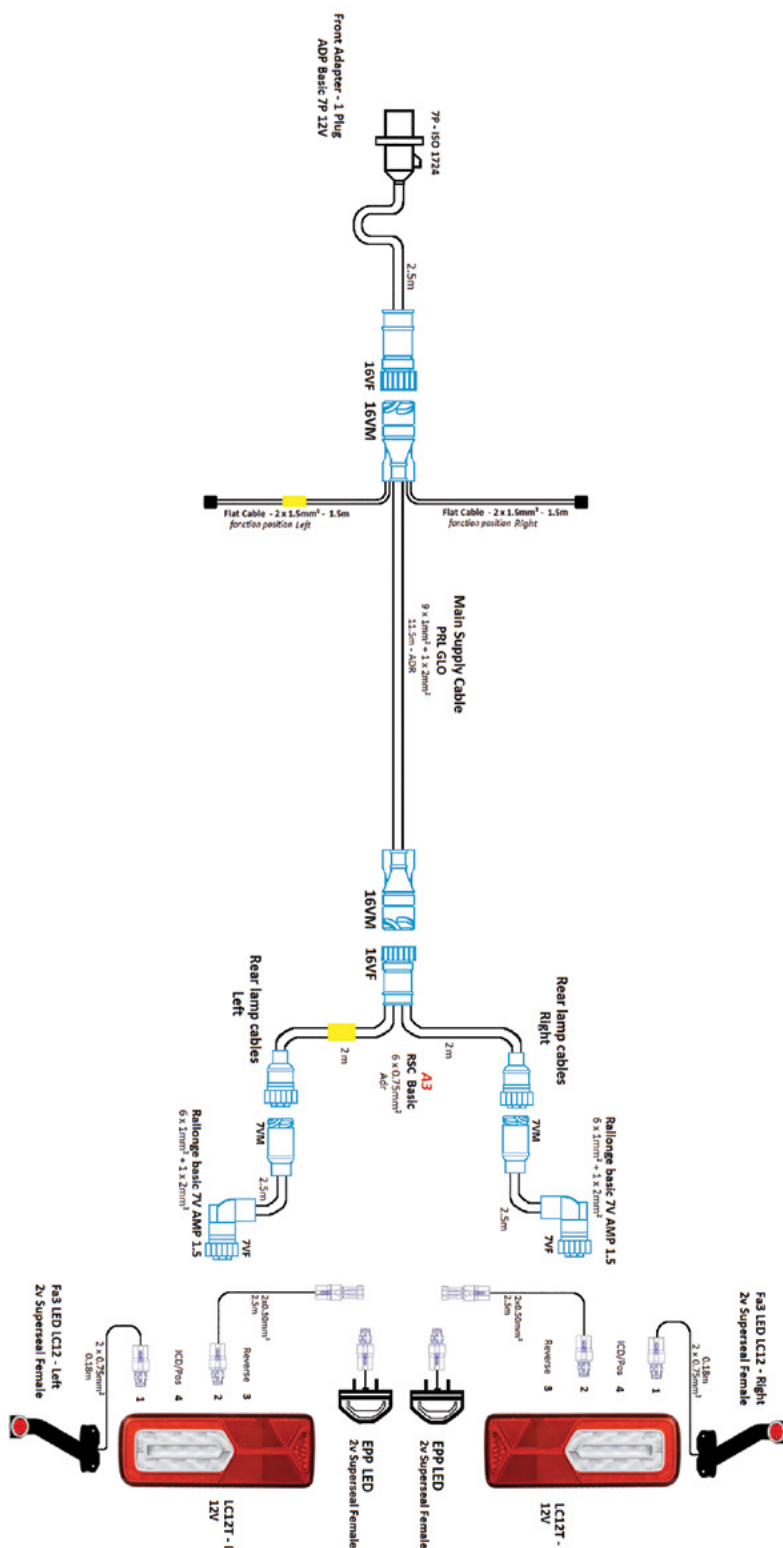 Front Adapter - 1 Plug
ADP Basic 7P 12V
7P - ISO 1724
2.5m
16VF
16VM
Flat Cable - 2 x 1.5mm² - 1.5m
fonction position Left
Flat Cable - 2 x 1.5mm² - 1.5m
fonction position Right
Main Supply Cable
PRL GLO
9 x 1mm² + 1 x 2mm²
11.5m - ADR
16VM
16VF
Rear lamp cables
Left
Rear lamp cables
Right
2m
2m
A3
RSC Basic
6 x 0.75mm²
Adr
7VM
2.5m
7VF
Rallonge basic 7V AMP 1.5
6 x 1mm² + 1 x 2mm²
7VM
2.5m
7VF
Rallonge basic 7V AMP 1.5
6 x 1mm² + 1 x 2mm²
2x0.50mm²
2.5m
2x0.50mm²
2.5m
Fa3 LED LC12 - Left
2v Superseal Female
2 x 0.75mm²
0.18m
1
ICD/Pos 4
2
Reverse 3
Fa3 LED LC12 - Right
2v Superseal Female
0.18m
2 x 0.75mm²
1
ICD/Pos 4
2
Reverse 3
EPP LED
2v Superseal Female
EPP LED
2v Superseal Female
LC12T -
12V
LC12T -
12V